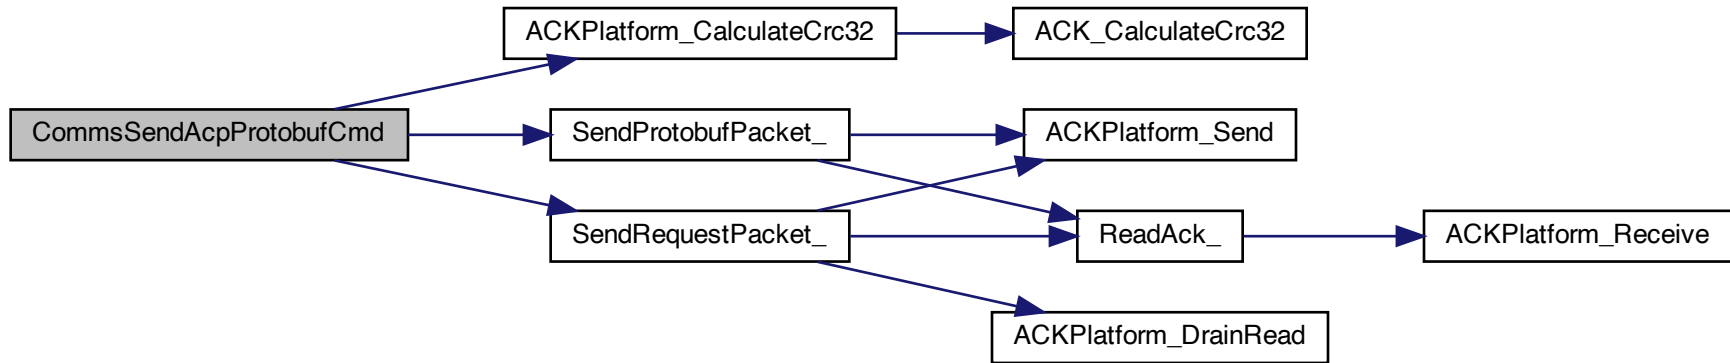 ACKPlatform_CalculateCrc32
ACK_CalculateCrc32
CommsSendAcpProtobufCmd
SendProtobufPacket_
ACKPlatform_Send
SendRequestPacket_
ReadAck_
ACKPlatform_Receive
ACKPlatform_DrainRead